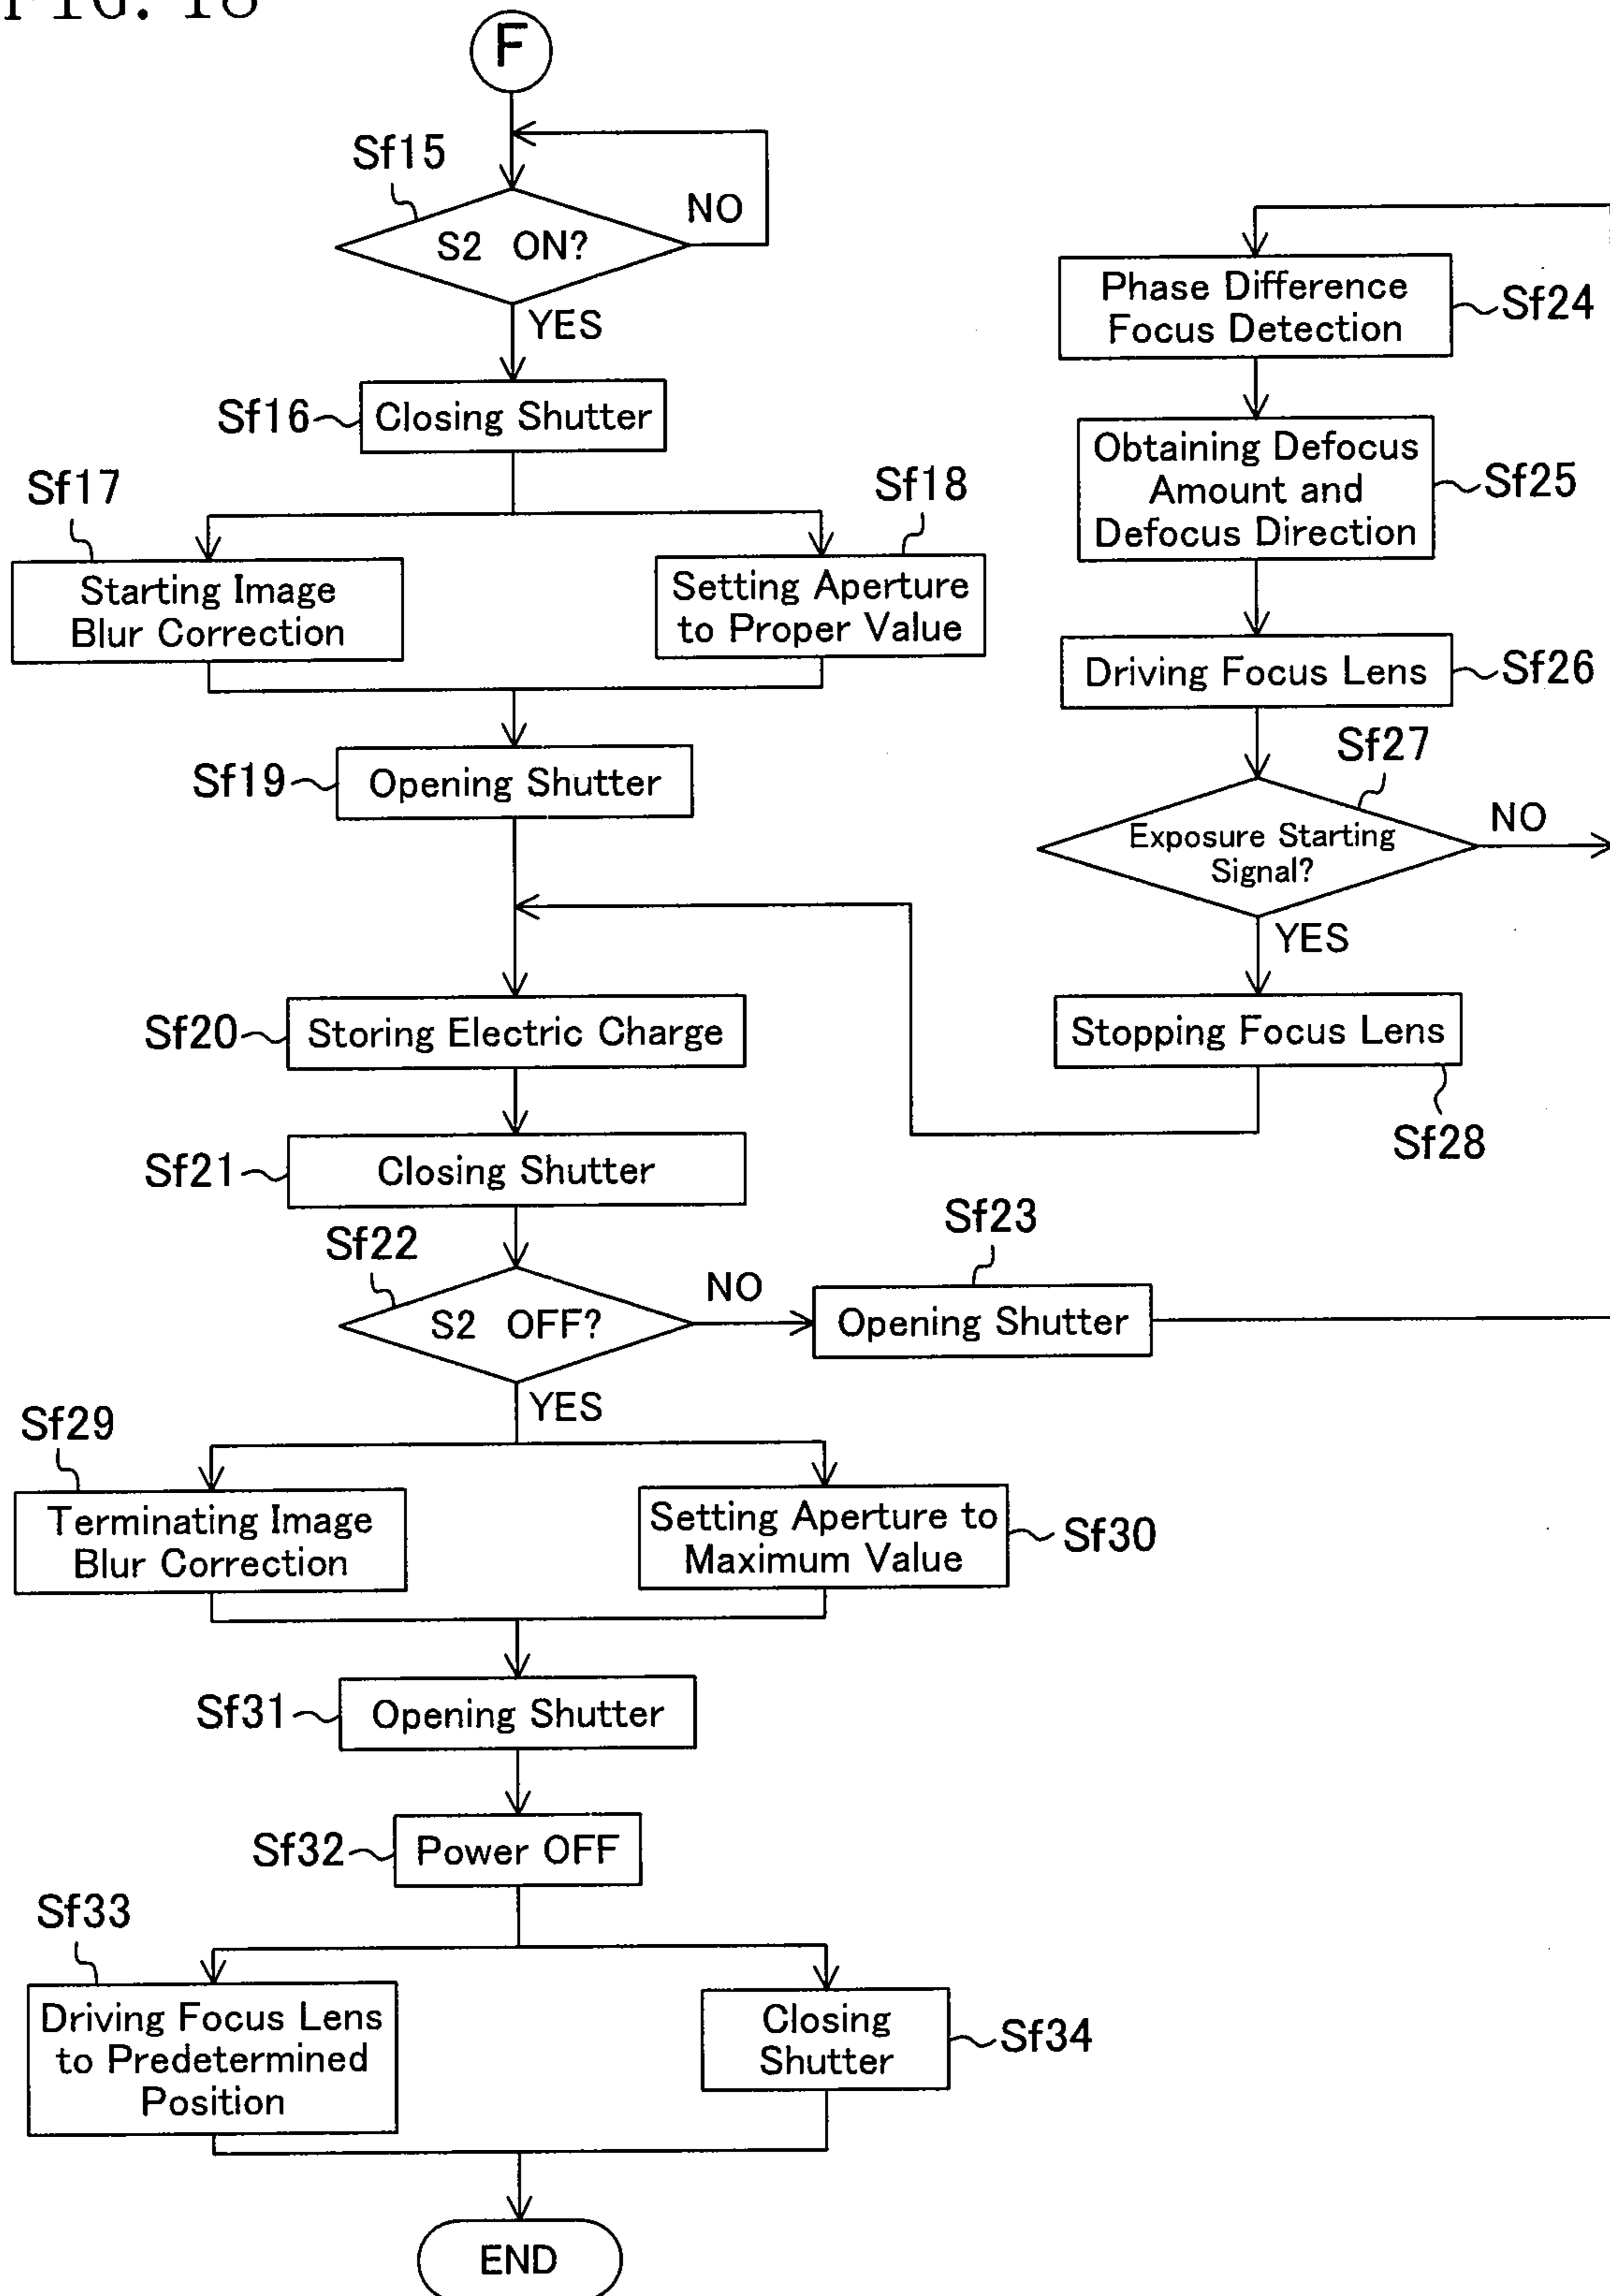 FIG. 18
F
Sf15
S2 ON?
NO
YES
Sf16
Closing Shutter
Sf17
Starting Image
Blur Correction
Sf18
Setting Aperture
to Proper Value
Sf19
Opening Shutter
Sf20
Storing Electric Charge
Sf21
Closing Shutter
Sf22
S2 OFF?
NO
YES
Sf23
Opening Shutter
Phase Difference
Focus Detection
Sf24
Obtaining Defocus
Amount and
Defocus Direction
Sf25
Driving Focus Lens
Sf26
Sf27
Exposure Starting
Signal?
NO
YES
Stopping Focus Lens
Sf28
Sf29
Terminating Image
Blur Correction
Setting Aperture to
Maximum Value
Sf30
Sf31
Opening Shutter
Sf32
Power OFF
Sf33
Driving Focus Lens
to Predetermined
Position
Closing
Shutter
Sf34
END